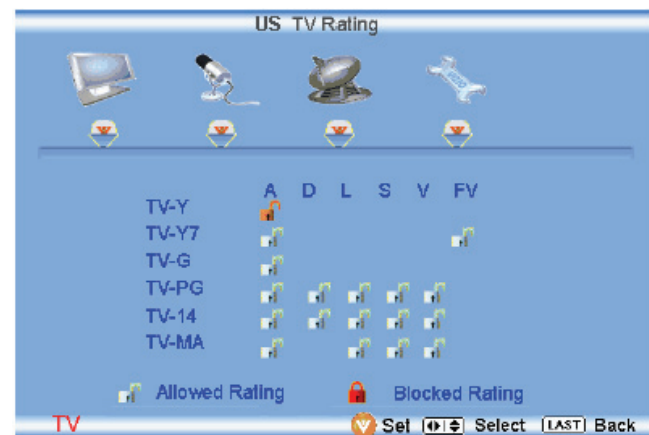 US TV Rating
A D L S V FV
TV-Y
TV-Y7
TV-G
TV-PG
TV-14
TV-MA
Allowed Rating Blocked Rating
TV Set Select LAST Back